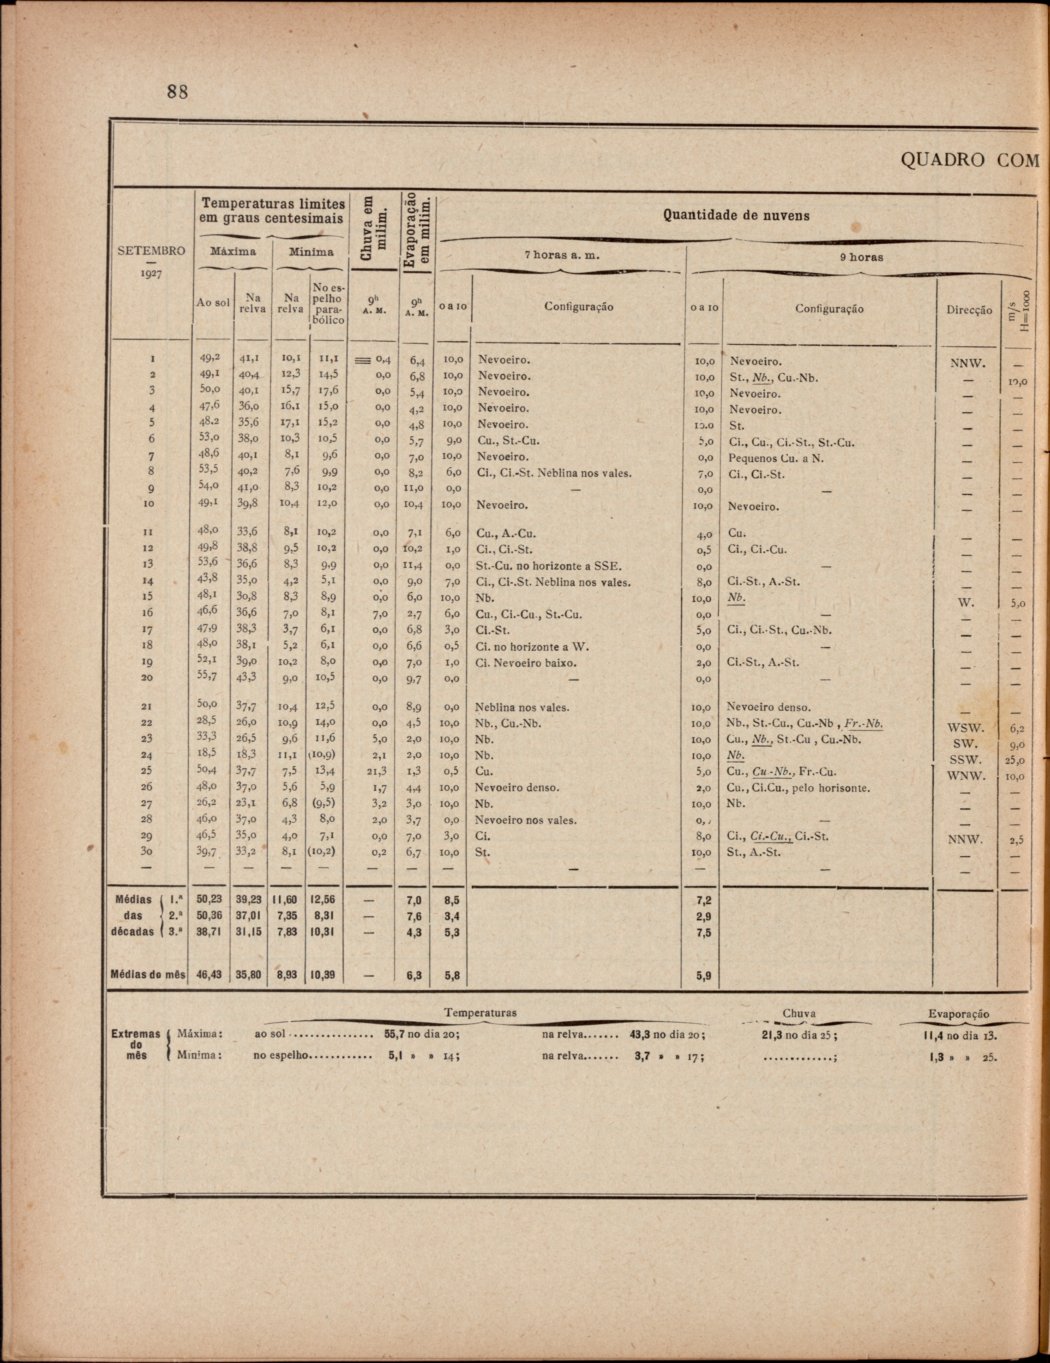 88
QUADRO COM
SETEMBRO — 1927 | Temperaturas limites em graus centesimais | Chuva em milim. | Evaporação em milim. | Quantidade de nuvens
Máxima | Mínima | 7 horas a. m. | 9 horas
Ao sol | Na relva | Na relva | No espelho parabólico | 9h A. M. | 9h A. M. | 0 a 10 | Configuração | 0 a 10 | Configuração | Direcção | m/s H=1000
1 49,2 41,1 10,1 11,1 0,4 6,4 10,0 Nevoeiro. 10,0 Nevoeiro. NNW. —
2 49,1 40,4 12,3 14,5 0,0 6,8 10,0 Nevoeiro. 10,0 St., Nb., Cu.-Nb. — 10,0
3 50,0 40,1 15,7 17,6 0,0 5,4 10,0 Nevoeiro. 10,0 Nevoeiro. — —
4 47,6 36,0 16,1 15,0 0,0 4,2 10,0 Nevoeiro. 10,0 Nevoeiro. — —
5 48,2 35,6 17,1 15,2 0,0 4,8 10,0 Nevoeiro. 10,0 St. — —
6 53,0 38,0 10,3 10,5 0,0 5,7 9,0 Cu., St.-Cu. 5,0 Ci., Cu., Ci.-St., St.-Cu. — —
7 48,6 40,1 8,1 9,6 0,0 7,0 10,0 Nevoeiro. 0,0 Pequenos Cu. a N. — —
8 53,5 40,2 7,6 9,9 0,0 8,2 6,0 Ci., Ci.-St. Neblina nos vales. 7,0 Ci., Ci.-St. — —
9 54,0 41,0 8,3 10,2 0,0 11,0 0,0 — 0,0 — — —
10 49,1 39,8 10,4 12,0 0,0 10,4 10,0 Nevoeiro. 10,0 Nevoeiro. — —
11 48,0 33,6 8,1 10,2 0,0 7,1 6,0 Cu., A.-Cu. 4,0 Cu. — —
12 49,8 38,8 9,5 10,2 0,0 10,2 1,0 Ci., Ci.-St. 0,5 Ci., Ci.-Cu. — —
13 53,6 36,6 8,3 9,9 0,0 11,4 0,0 St.-Cu. no horizonte a SSE. 0,0 — — —
14 43,8 35,0 4,2 5,1 0,0 9,0 7,0 Ci., Ci-.St. Neblina nos vales. 8,0 Ci.-St., A.-St. — —
15 48,1 30,8 8,3 8,9 0,0 6,0 10,0 Nb. 10,0 Nb. W. 5,0
16 46,6 36,6 7,0 8,1 7,0 2,7 6,0 Cu., Ci.-Cu., St.-Cu. 0,0 — — —
17 47,9 38,3 3,7 6,1 0,0 6,8 3,0 Ci.-St. 5,0 Ci., Ci.-St., Cu.-Nb. — —
18 48,0 38,1 5,2 6,1 0,0 6,6 0,5 Ci. no horizonte a W. 0,0 — — —
19 52,1 39,0 10,2 8,0 0,0 7,0 1,0 Ci. Nevoeiro baixo. 2,0 Ci.-St., A.-St. — —
20 55,7 43,3 9,0 10,5 0,0 9,7 0,0 — 0,0 — — —
21 50,0 37,7 10,4 12,5 0,0 8,9 0,0 Neblina nos vales. 10,0 Nevoeiro denso. — —
22 28,5 26,0 10,9 14,0 0,0 4,5 10,0 Nb., Cu.-Nb. 10,0 Nb., St.-Cu., Cu.-Nb , Fr.-Nb. WSW. 6,2
23 33,3 26,5 9,6 11,6 5,0 2,0 10,0 Nb. 10,0 Cu., Nb., St.-Cu , Cu.-Nb. SW. 9,0
24 18,5 18,3 11,1 (10,9) 2,1 2,0 10,0 Nb. 10,0 Nb. SSW. 25,0
25 50,4 37,7 7,5 13,4 21,3 1,3 0,5 Cu. 5,0 Cu., Cu-Nb., Fr.-Cu. WNW. 10,0
26 48,0 37,0 5,6 5,9 1,7 4,4 10,0 Nevoeiro denso. 2,0 Cu., Ci.Cu., pelo horisonte. — —
27 26,2 23,1 6,8 (9,5) 3,2 3,0 10,0 Nb. 10,0 Nb. — —
28 46,0 37,0 4,3 8,0 2,0 3,7 0,0 Nevoeiro nos vales. 0, — — —
29 46,5 35,0 4,0 7,1 0,0 7,0 3,0 Ci. 8,0 Ci., Ci.-Cu., Ci.-St. NNW. 2,5
30 39,7 33,2 8,1 (10,2) 0,2 6,7 10,0 St. 10,0 St., A.-St. — —
— — — — — — — — — — — — —
Médias das décadas 1.ª 50,23 39,23 11,60 12,56 — 7,0 8,5 7,2
2.ª 50,36 37,01 7,35 8,31 — 7,6 3,4 2,9
3.ª 38,71 31,15 7,83 10,31 — 4,3 5,3 7,5
Médias do mês 46,43 35,80 8,93 10,39 — 6,3 5,8 5,9
Temperaturas | Chuva | Evaporação
Extremas do mês Máxima: ao sol ............... 55,7 no dia 20; na relva....... 43,3 no dia 20; 21,3 no dia 25; 11,4 no dia 13.
Mínima: no espelho............ 5,1 » » 14; na relva....... 3,7 » » 17; .............; 1,3 » » 25.